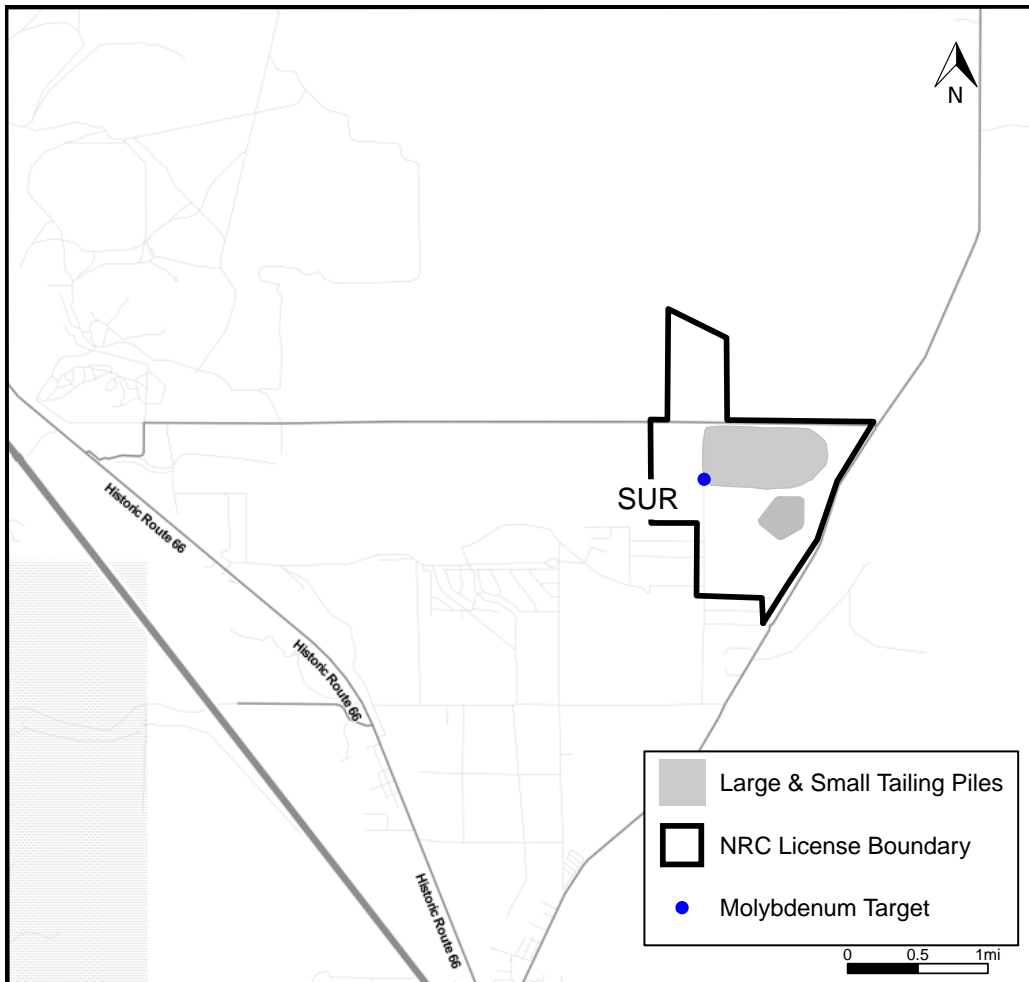 N
SUR
Historic Route 66
Historic Route 66
Historic Route 66
Large & Small Tailing Piles
NRC License Boundary
Molybdenum Target
0 0.5 1mi